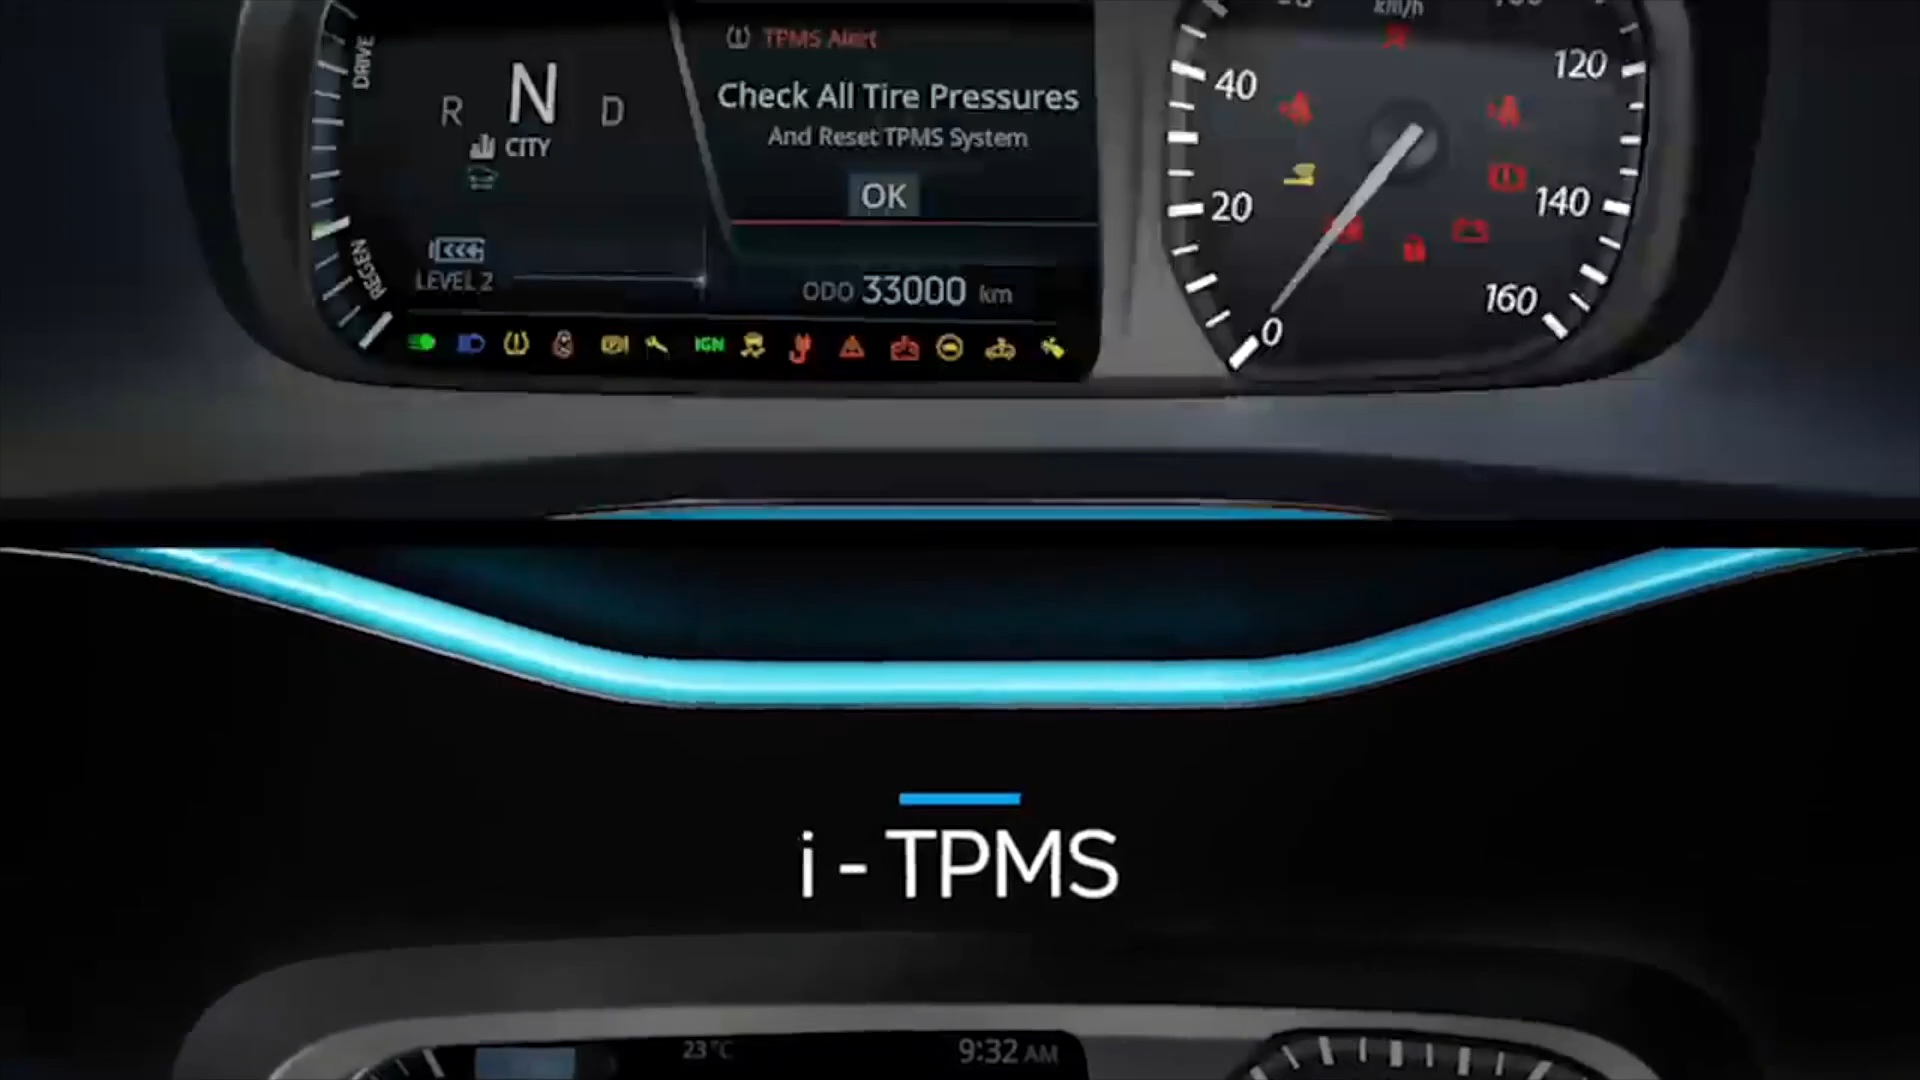 DRIVE
R N D
CITY
REGEN
LEVEL 2
TPMS Alert
Check All Tire Pressures
And Reset TPMS System
OK
ODO 33000 km
IGN
km/h
40
20
0
120
140
160
i - TPMS
23°C
9:32 AM